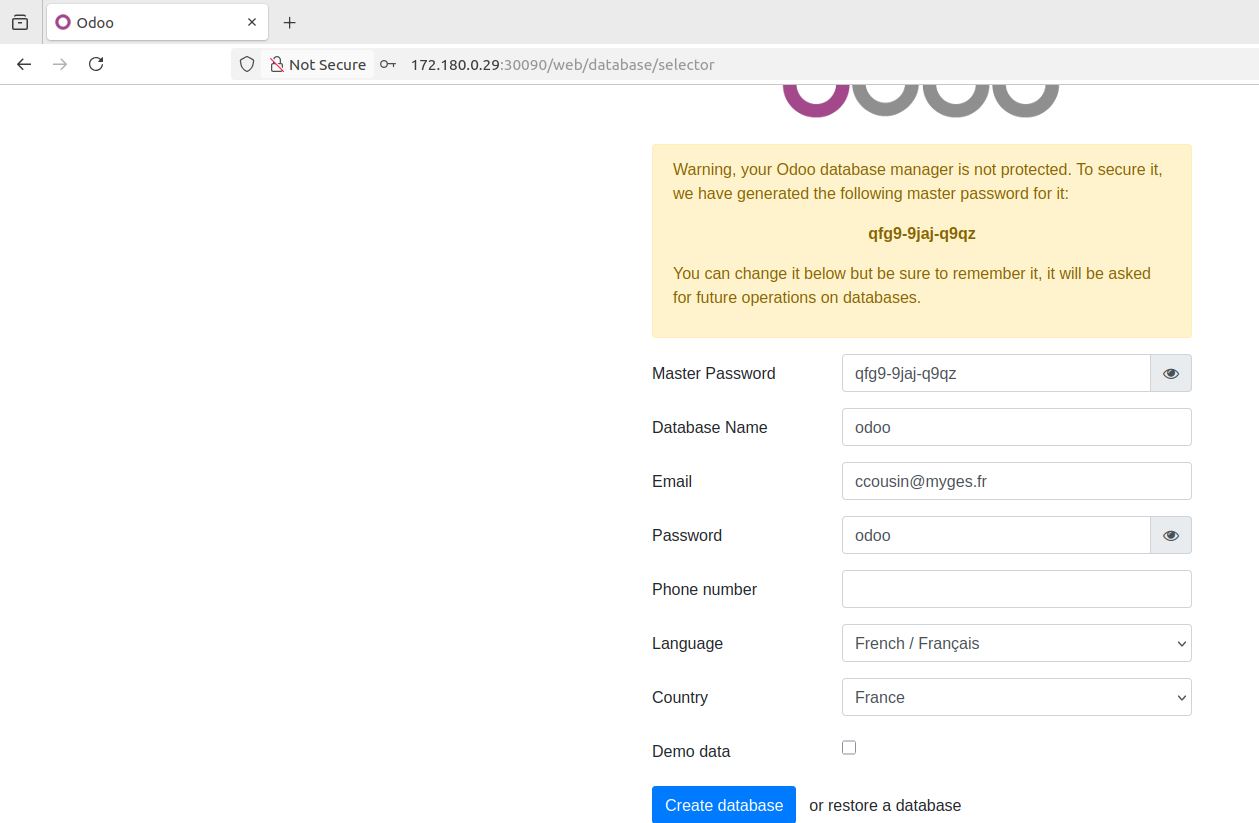 Odoo
Not Secure 172.180.0.29:30090/web/database/selector
Warning, your Odoo database manager is not protected. To secure it,
we have generated the following master password for it:
qfg9-9jaj-q9qz
You can change it below but be sure to remember it, it will be asked
for future operations on databases.
Master Password qfg9-9jaj-q9qz
Database Name odoo
Email ccousin@myges.fr
Password odoo
Phone number
Language French / Français
Country France
Demo data
Create database or restore a database